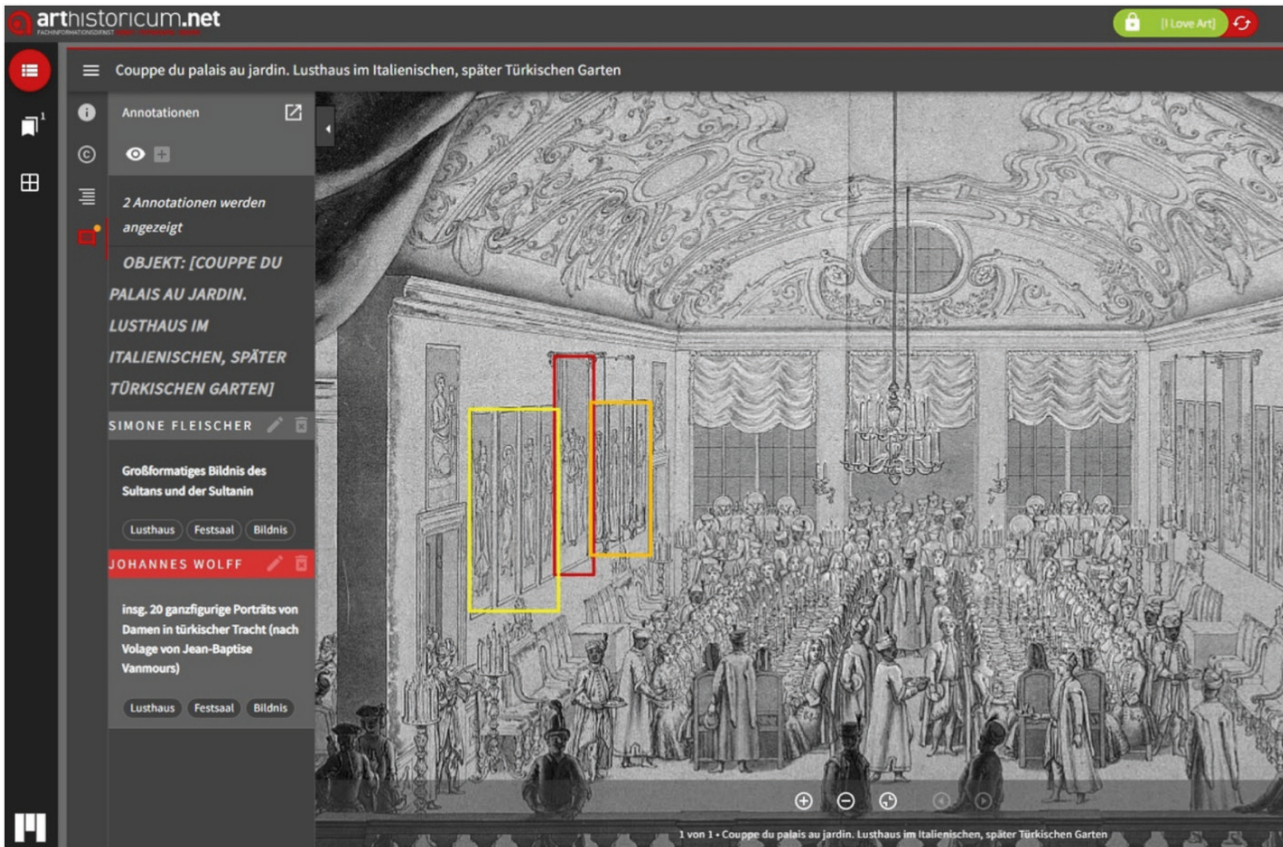 arthistoricum.net
[I Love Art]
Couppe du palais au jardin. Lusthaus im Italienischen, später Türkischen Garten
1
Annotationen
2 Annotationen werden
angezeigt
OBJEKT: [COUPPE DU
PALAIS AU JARDIN.
LUSTHAUS IM
ITALIENISCHEN, SPÄTER
TÜRKISCHEN GARTEN]
SIMONE FLEISCHER
Großformatiges Bildnis des
Sultans und der Sultanin
Lusthaus Festsaal Bildnis
JOHANNES WOLFF
insg. 20 ganzfigurige Porträts von
Damen in türkischer Tracht (nach
Volage von Jean-Baptise
Vanmours)
Lusthaus Festsaal Bildnis
1 von 1 • Couppe du palais au jardin. Lusthaus im Italienischen, später Türkischen Garten